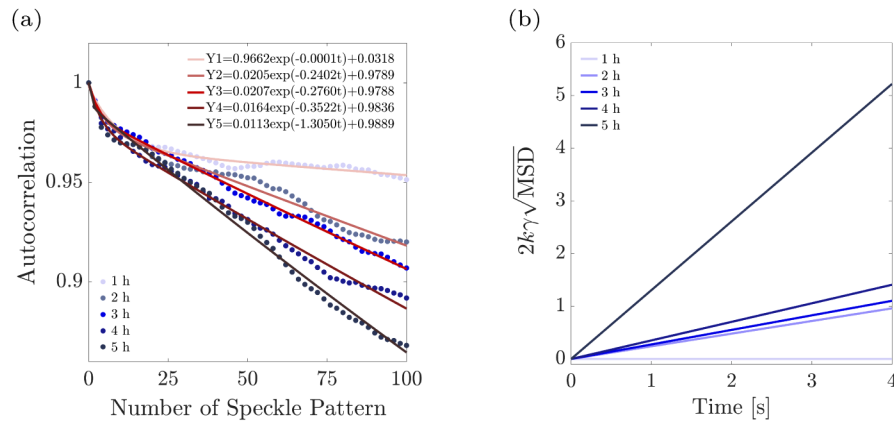 (a)
Y1=0.9662exp(-0.0001t)+0.0318
Y2=0.0205exp(-0.2402t)+0.9789
Y3=0.0207exp(-0.2760t)+0.9788
Y4=0.0164exp(-0.3522t)+0.9836
Y5=0.0113exp(-1.3050t)+0.9889
1
0.95
0.9
Autocorrelation
1 h
2 h
3 h
4 h
5 h
0
25
50
75
100
Number of Speckle Pattern
(b)
6
5
4
3
2
1
0
2kγ√MSD
1 h
2 h
3 h
4 h
5 h
0
1
2
3
4
Time [s]